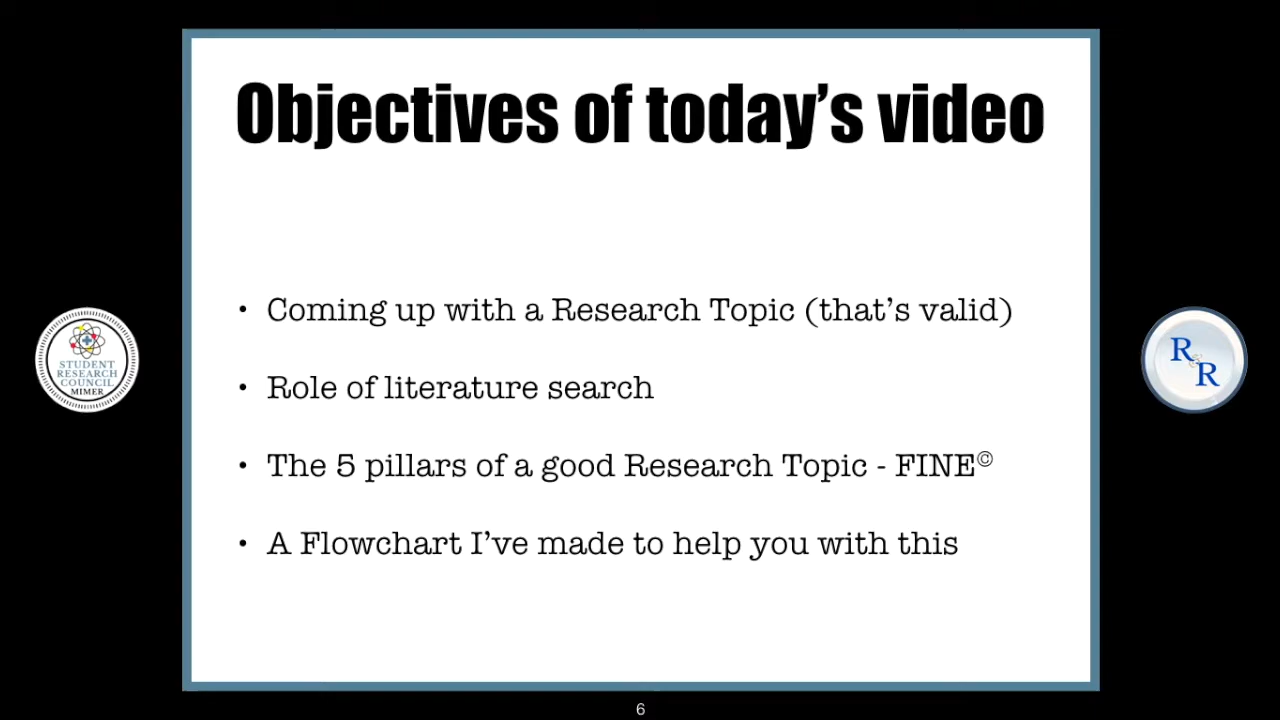 Objectives of today's video
• Coming up with a Research Topic (that's valid)
• Role of literature search
• The 5 pillars of a good Research Topic - FINE©
• A Flowchart I've made to help you with this
STUDENT
RESEARCH
COUNCIL
MIMER
R
&
R
6